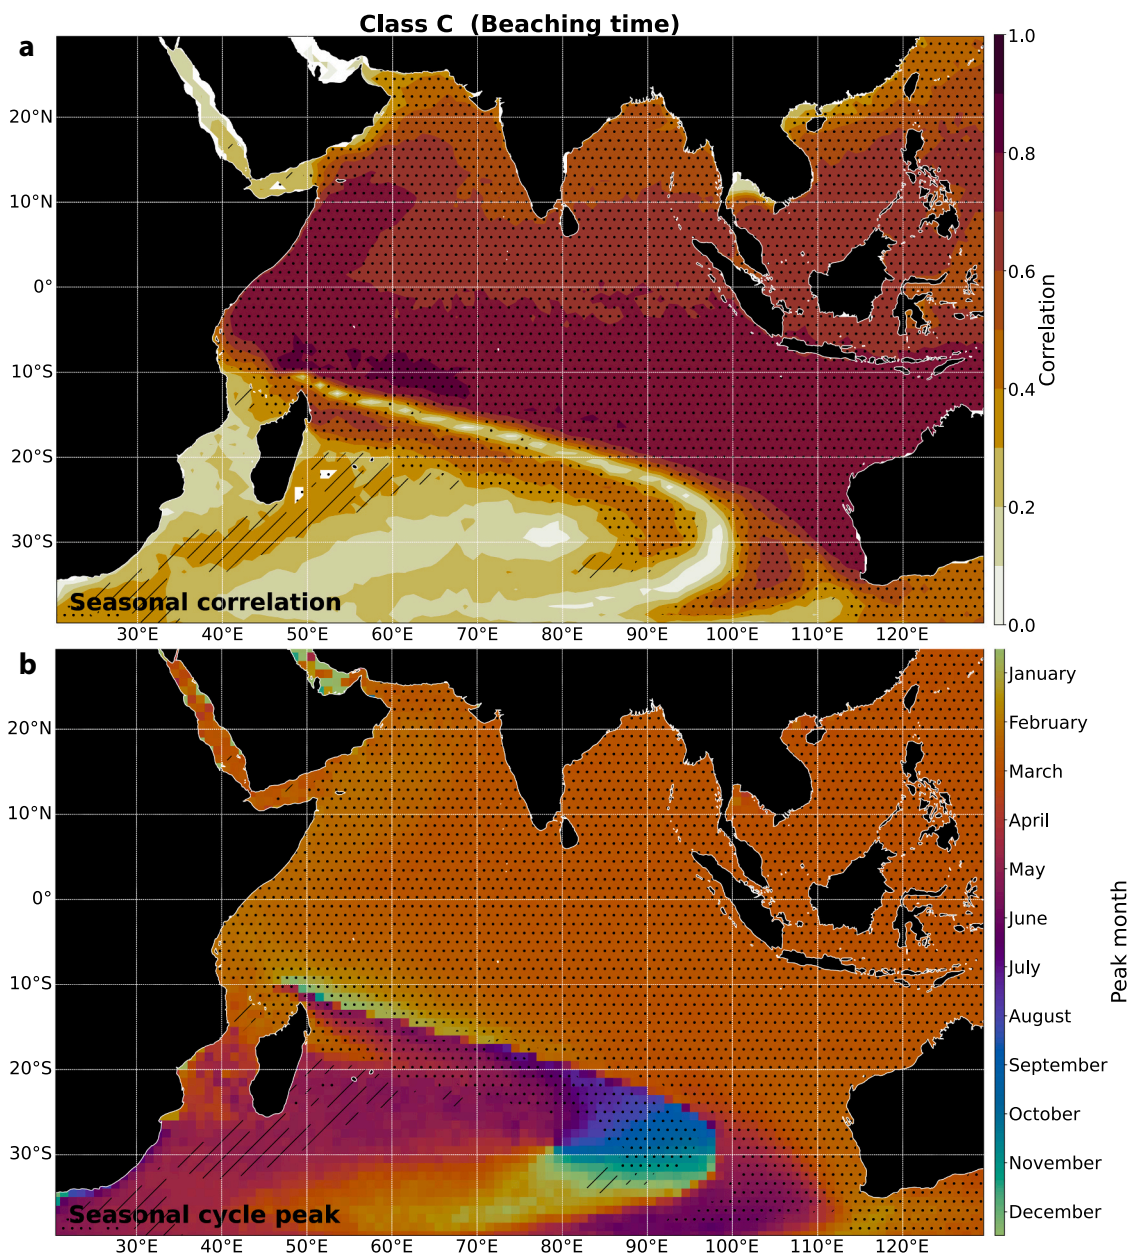 Class C (Beaching time)
a
20°N
10°N
0°
10°S
20°S
30°S
30°E 40°E 50°E 60°E 70°E 80°E 90°E 100°E 110°E 120°E
Seasonal correlation
1.0
0.8
0.6
0.4
0.2
0.0
Correlation
b
20°N
10°N
0°
10°S
20°S
30°S
30°E 40°E 50°E 60°E 70°E 80°E 90°E 100°E 110°E 120°E
Seasonal cycle peak
January
February
March
April
May
June
July
August
September
October
November
December
Peak month